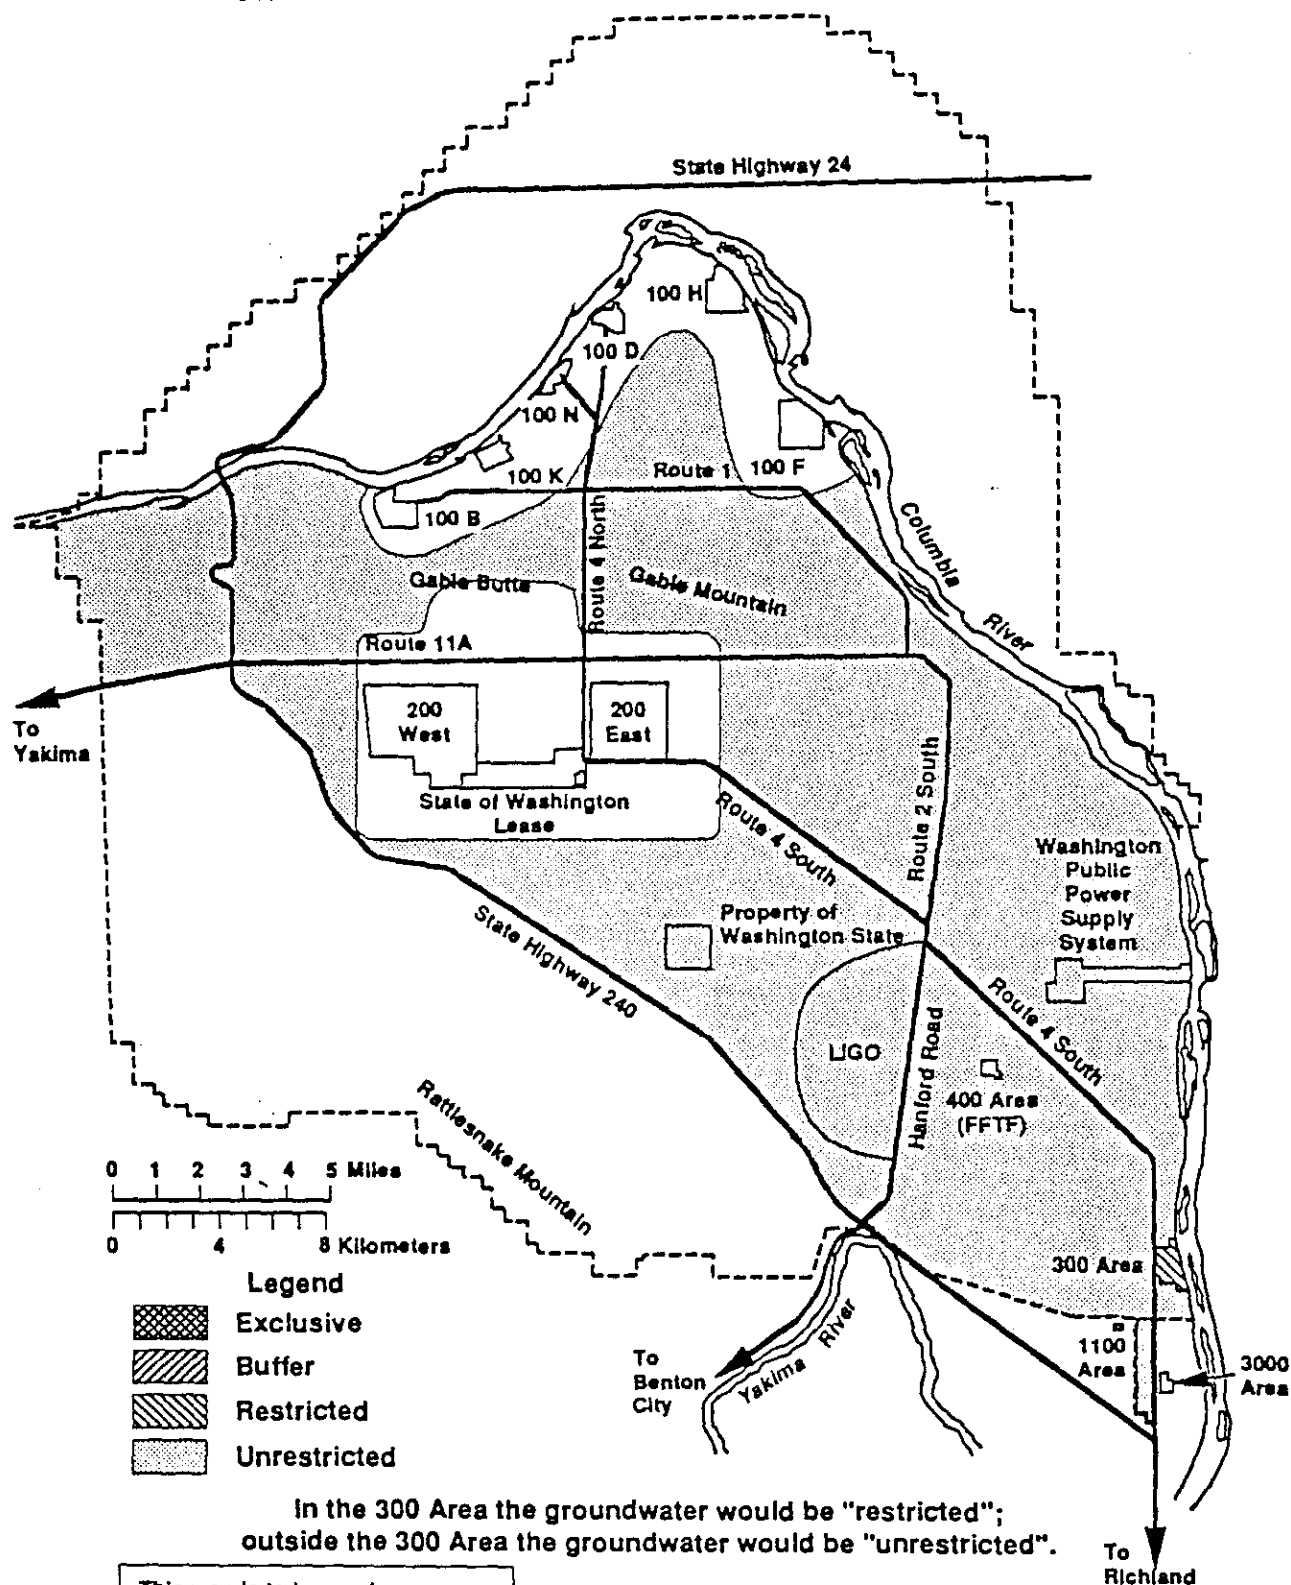 State Highway 24
100 H
100 D
100 N
100 K
100 F
100 B
Route 1
Route 4 North
Columbia
River
Gable Butte
Gable Mountain
Route 11A
To
Yakima
200
West
200
East
State of Washington
Lease
Route 4 South
Route 2 South
Washington
Public
Power
Supply
System
Property of
Washington State
State Highway 240
Route 4 South
LIGO
Hanford Road
400 Area
(FFTF)
Rattlesnake Mountain
0 1 2 3 4 5 Miles
0 4 8 Kilometers
300 Area
1100
Area
3000
Area
To
Benton
City
Yakima River
Legend
Exclusive
Buffer
Restricted
Unrestricted
In the 300 Area the groundwater would be "restricted";
outside the 300 Area the groundwater would be "unrestricted".
To
Richland